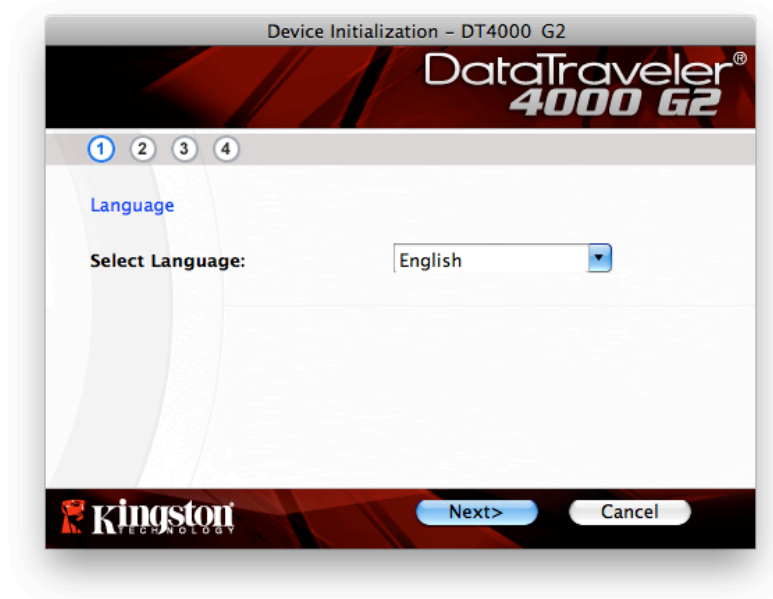 Device Initialization – DT4000 G2
DataTraveler®
4000 G2
1 2 3 4
Language
Select Language: English
Kingston
TECHNOLOGY
Next> Cancel